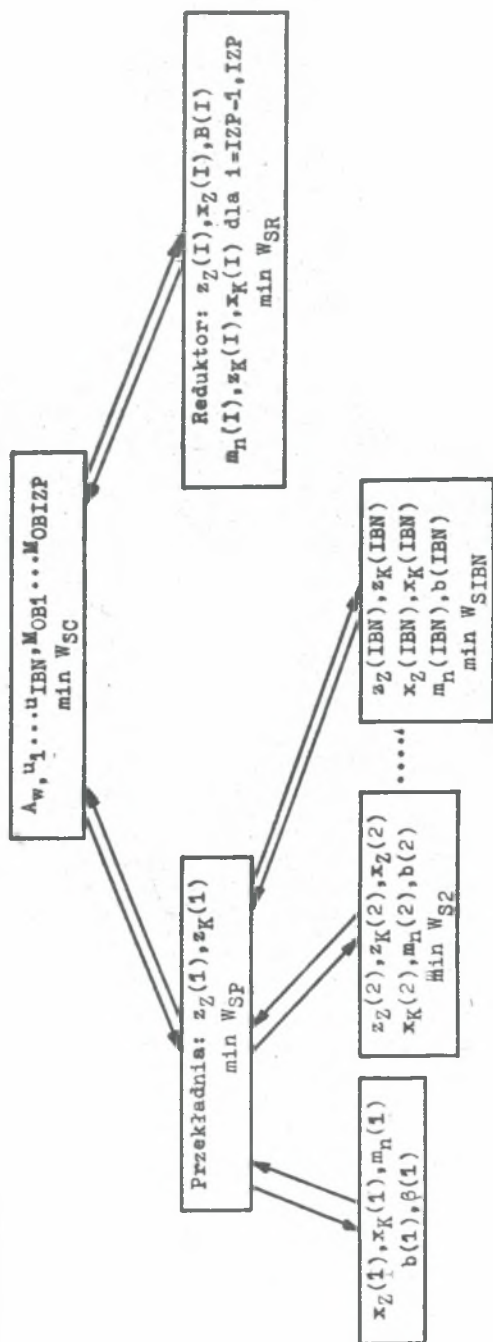 A_w, u_1...u_IBN, M_OB1...M_OBIZP
min W_SC
Przekładnia: z_Z(1), z_K(1)
min W_SP
Reduktor: z_Z(I), x_Z(I), B(I)
m_n(I), z_K(I), x_K(I) dla i=IZP-1, IZP
min W_SR
x_Z(1), x_K(1), m_n(1)
b(1), β(1)
z_Z(2), z_K(2), x_Z(2)
x_K(2), m_n(2), b(2)
min W_S2
.....
z_Z(IBN), z_K(IBN)
x_Z(IBN), x_K(IBN)
m_n(IBN), b(IBN)
min W_SIBN